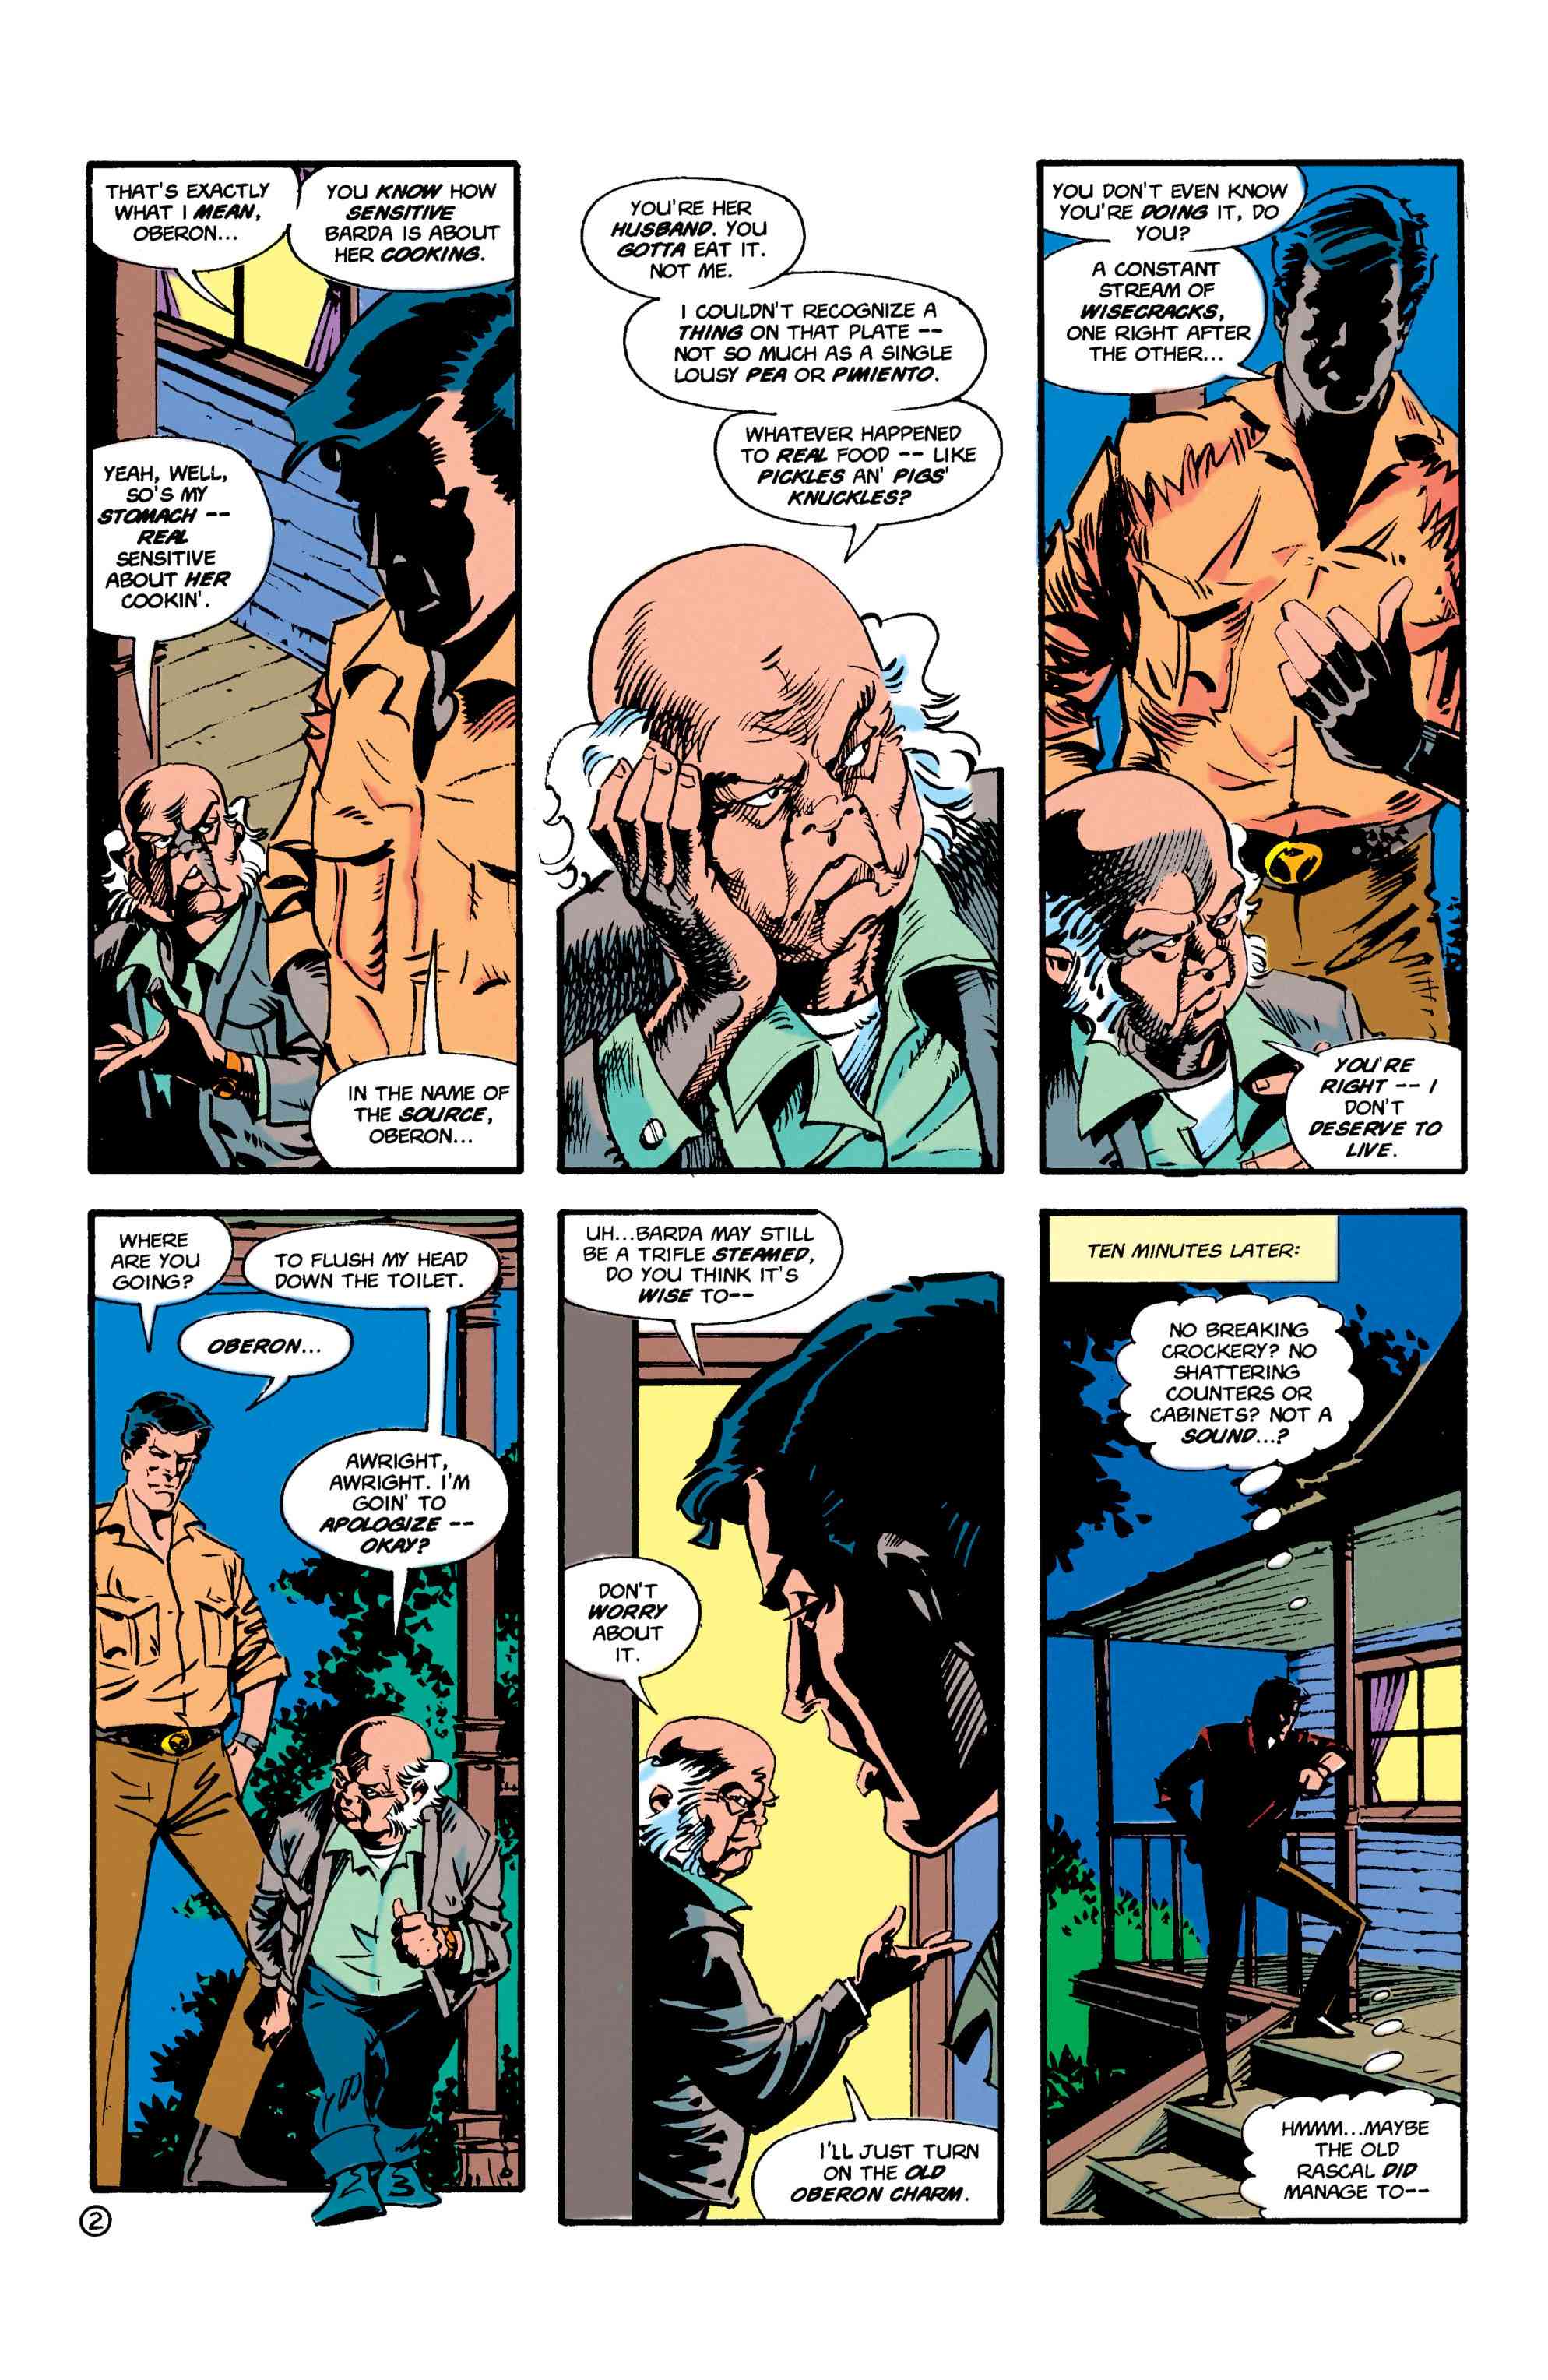 THAT'S EXACTLY
WHAT I MEAN,
OBERON...
YOU KNOW HOW
SENSITIVE
BARDA IS ABOUT
HER COOKING.
YEAH, WELL,
SO'S MY
STOMACH --
REAL
SENSITIVE
ABOUT HER
COOKIN'.
IN THE NAME OF
THE SOURCE,
OBERON...
YOU'RE HER
HUSBAND. YOU
GOTTA EAT IT.
NOT ME.
I COULDN'T RECOGNIZE A
THING ON THAT PLATE --
NOT SO MUCH AS A SINGLE
LOUSY PEA OR PIMIENTO.
WHATEVER HAPPENED
TO REAL FOOD -- LIKE
PICKLES AN' PIGS'
KNUCKLES?
YOU DON'T EVEN KNOW
YOU'RE DOING IT, DO
YOU?
A CONSTANT
STREAM OF
WISECRACKS,
ONE RIGHT AFTER
THE OTHER...
YOU'RE
RIGHT -- I
DON'T
DESERVE TO
LIVE.
WHERE
ARE YOU
GOING?
TO FLUSH MY HEAD
DOWN THE TOILET.
OBERON...
AWRIGHT,
AWRIGHT. I'M
GOIN' TO
APOLOGIZE --
OKAY?
UH...BARDA MAY STILL
BE A TRIFLE STEAMED,
DO YOU THINK IT'S
WISE TO--
DON'T
WORRY
ABOUT
IT.
I'LL JUST TURN
ON THE OLD
OBERON CHARM.
TEN MINUTES LATER:
NO BREAKING
CROCKERY? NO
SHATTERING
COUNTERS OR
CABINETS? NOT A
SOUND...?
HMMM...MAYBE
THE OLD
RASCAL DID
MANAGE TO--
2